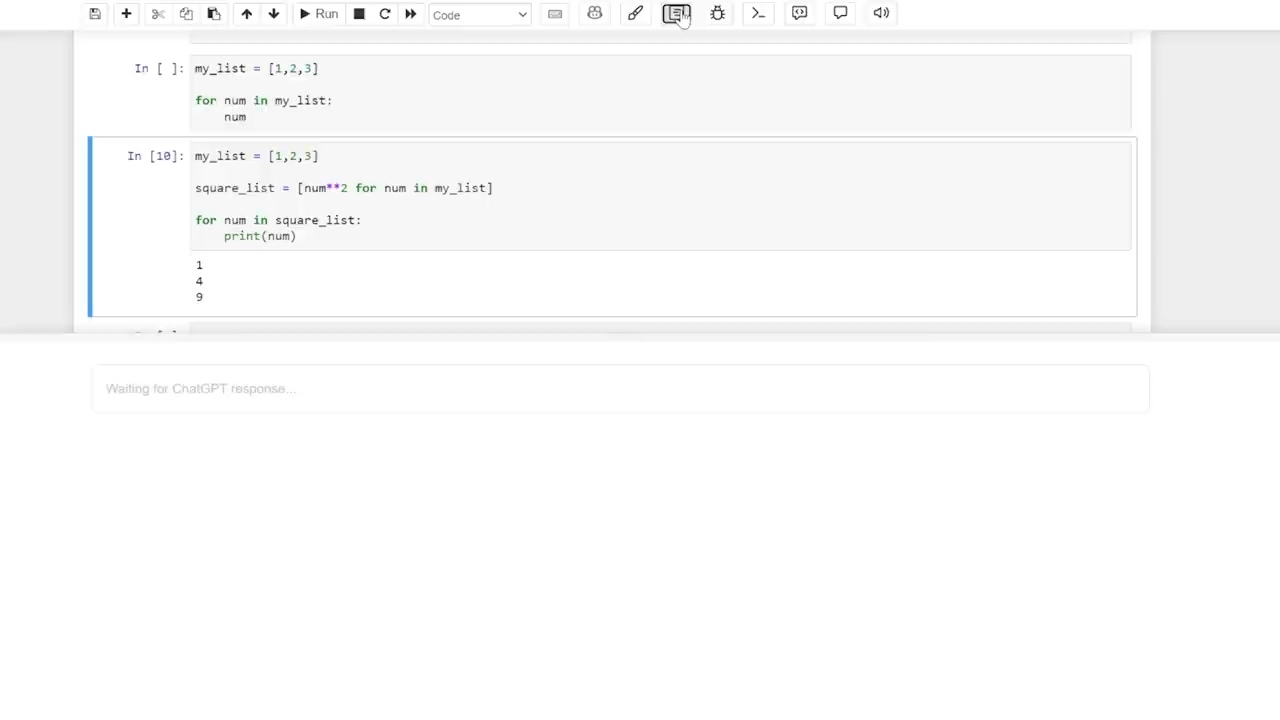 Run Code
In [ ]: my_list = [1,2,3]
for num in my_list:
num
In [10]: my_list = [1,2,3]
square_list = [num**2 for num in my_list]
for num in square_list:
print(num)
1
4
9
Waiting for ChatGPT response...